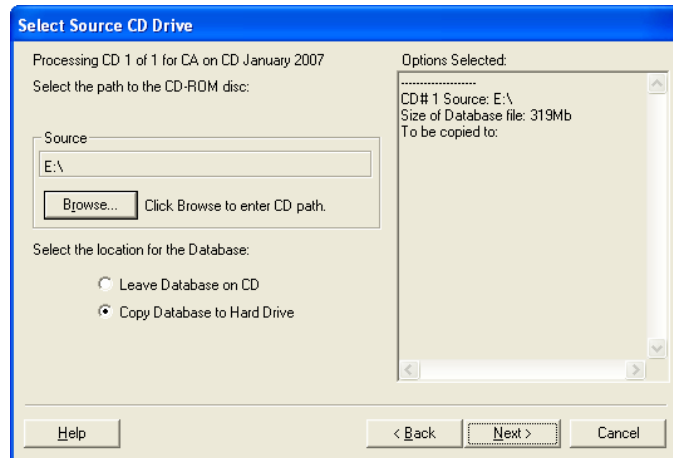 Select Source CD Drive
Processing CD 1 of 1 for CA on CD January 2007
Select the path to the CD-ROM disc:
Source
E:\
Browse...
Click Browse to enter CD path.
Select the location for the Database:
Leave Database on CD
Copy Database to Hard Drive
Options Selected:
--------------------
CD# 1 Source: E:\
Size of Database file: 319Mb
To be copied to:
Help
< Back
Next >
Cancel